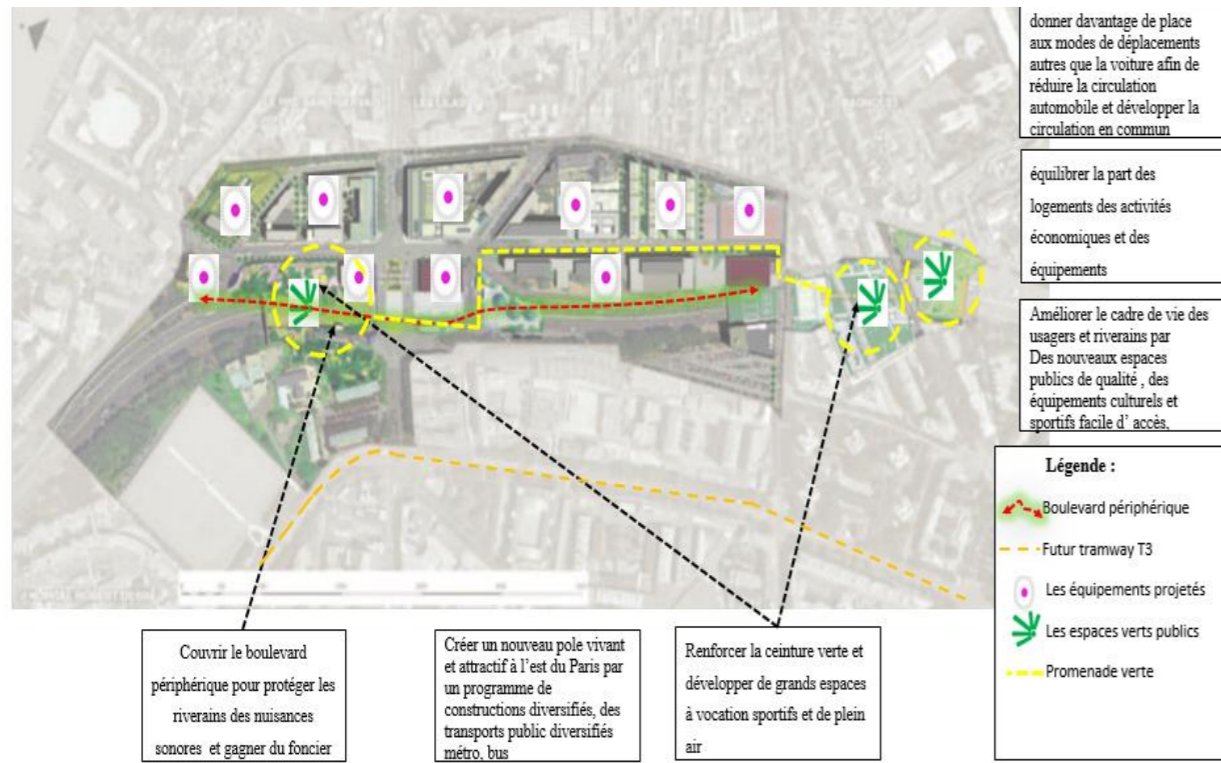 donner davantage de place
aux modes de déplacements
autres que la voiture afin de
réduire la circulation
automobile et développer la
circulation en commun
équilibrer la part des
logements des activités
économiques et des
équipements
Améliorer le cadre de vie des
usagers et riverains par
Des nouveaux espaces
publics de qualité , des
équipements culturels et
sportifs facile d’ accès,
Légende :
Boulevard périphérique
Futur tramway T3
Les équipements projetés
Les espaces verts publics
Promenade verte
Couvrir le boulevard
périphérique pour protéger les
riverains des nuisances
sonores et gagner du foncier
Créer un nouveau pole vivant
et attractif à l’est du Paris par
un programme de
constructions diversifiés, des
transports public diversifiés
métro, bus
Renforcer la ceinture verte et
développer de grands espaces
à vocation sportifs et de plein
air